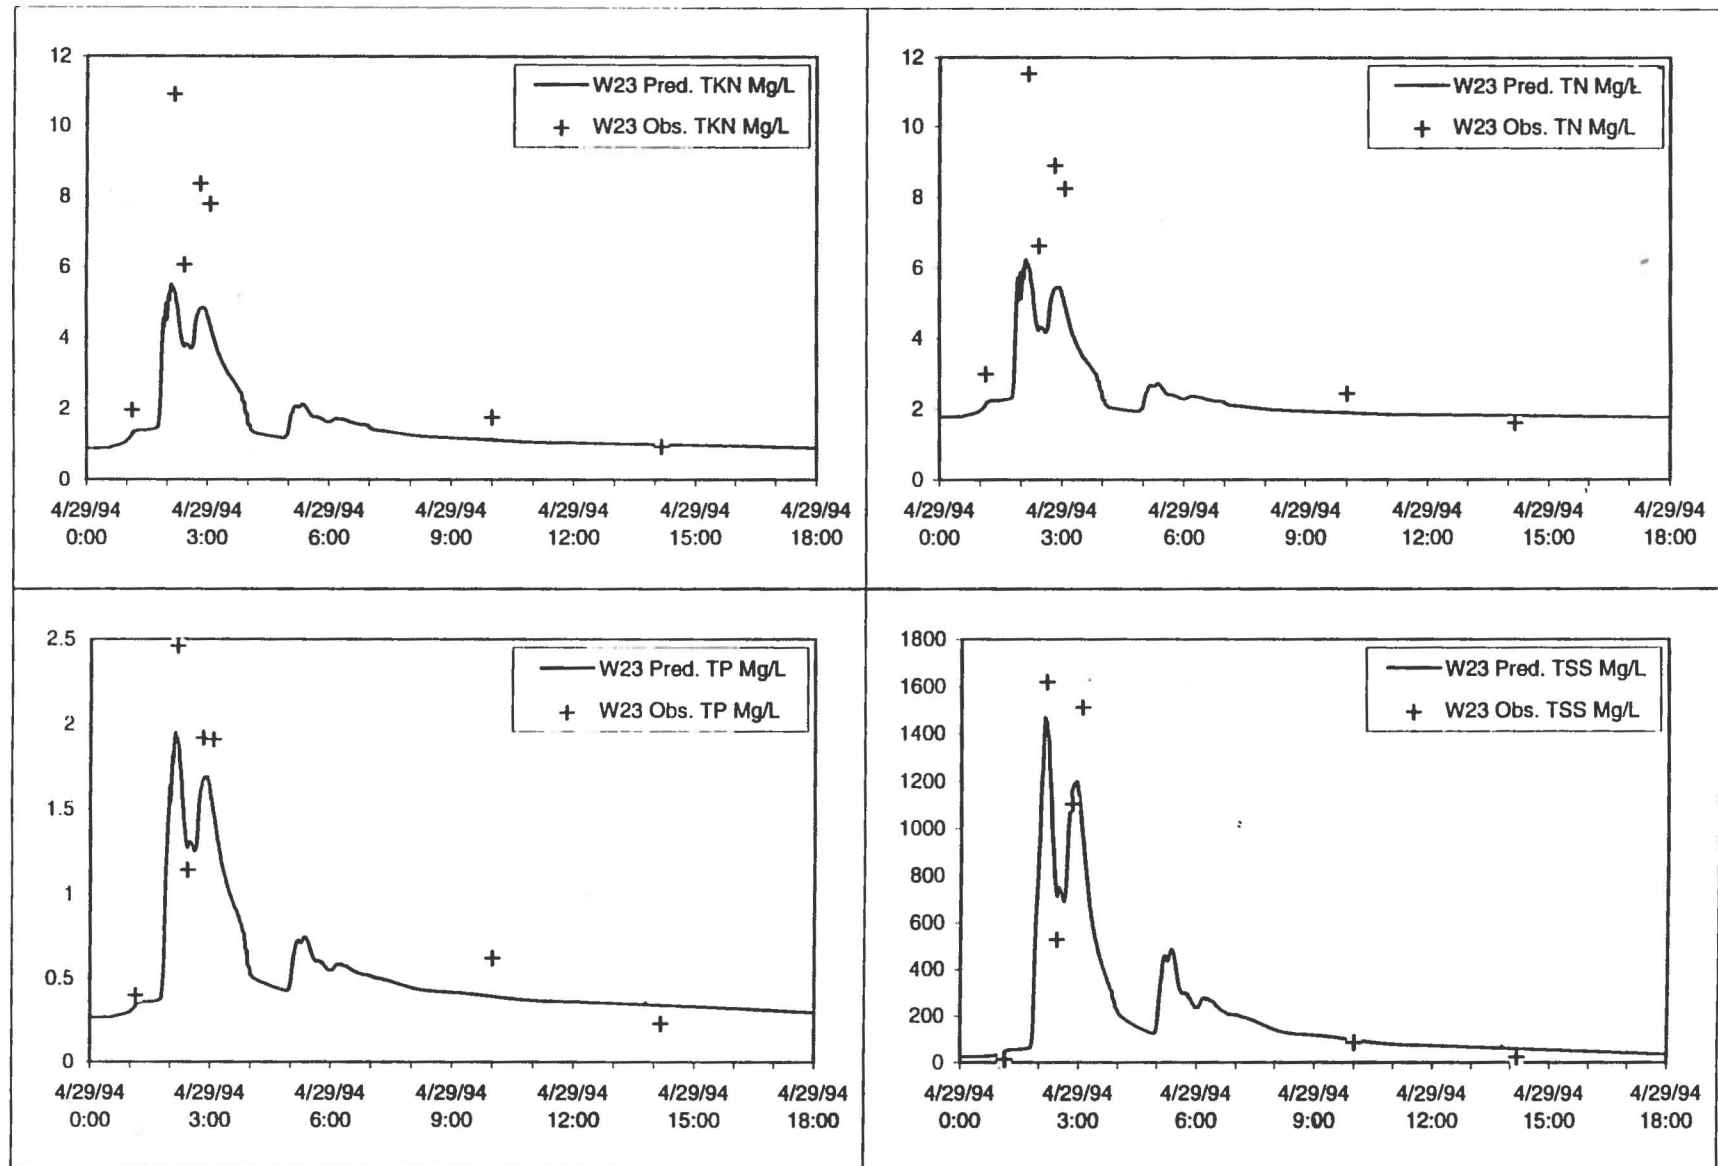 12
10
8
6
4
2
0
W23 Pred. TKN Mg/L
+ W23 Obs. TKN Mg/L
4/29/94 4/29/94 4/29/94 4/29/94 4/29/94 4/29/94 4/29/94
0:00 3:00 6:00 9:00 12:00 15:00 18:00
12
10
8
6
4
2
0
W23 Pred. TN Mg/L
+ W23 Obs. TN Mg/L
4/29/94 4/29/94 4/29/94 4/29/94 4/29/94 4/29/94 4/29/94
0:00 3:00 6:00 9:00 12:00 15:00 18:00
2.5
2
1.5
1
0.5
0
W23 Pred. TP Mg/L
+ W23 Obs. TP Mg/L
4/29/94 4/29/94 4/29/94 4/29/94 4/29/94 4/29/94 4/29/94
0:00 3:00 6:00 9:00 12:00 15:00 18:00
1800
1600
1400
1200
1000
800
600
400
200
0
W23 Pred. TSS Mg/L
+ W23 Obs. TSS Mg/L
4/29/94 4/29/94 4/29/94 4/29/94 4/29/94 4/29/94 4/29/94
0:00 3:00 6:00 9:00 12:00 15:00 18:00